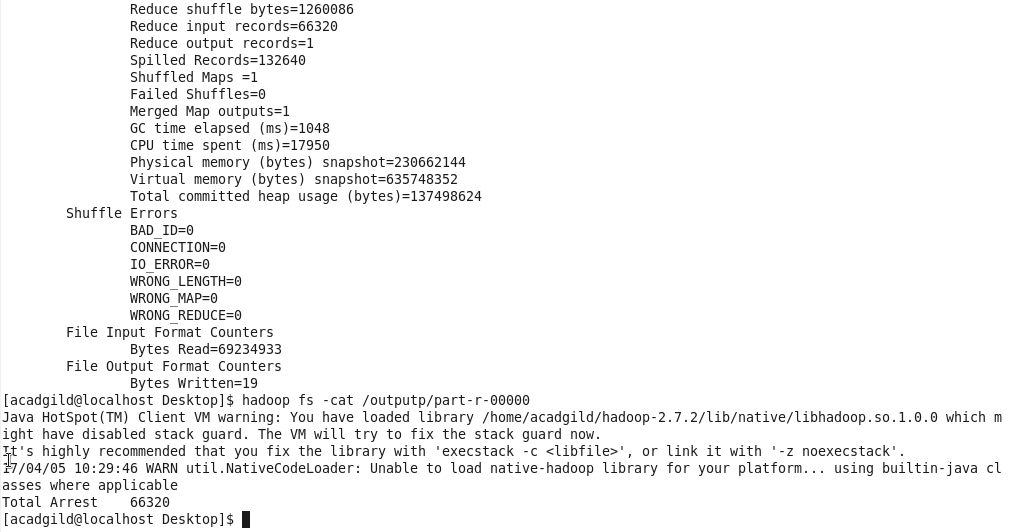 Reduce shuffle bytes=1260086
Reduce input records=66320
Reduce output records=1
Spilled Records=132640
Shuffled Maps =1
Failed Shuffles=0
Merged Map outputs=1
GC time elapsed (ms)=1048
CPU time spent (ms)=17950
Physical memory (bytes) snapshot=230662144
Virtual memory (bytes) snapshot=635748352
Total committed heap usage (bytes)=137498624
Shuffle Errors
BAD_ID=0
CONNECTION=0
IO_ERROR=0
WRONG_LENGTH=0
WRONG_MAP=0
WRONG_REDUCE=0
File Input Format Counters
Bytes Read=69234933
File Output Format Counters
Bytes Written=19
[acadgild@localhost Desktop]$ hadoop fs -cat /outputp/part-r-00000
Java HotSpot(TM) Client VM warning: You have loaded library /home/acadgild/hadoop-2.7.2/lib/native/libhadoop.so.1.0.0 which m
ight have disabled stack guard. The VM will try to fix the stack guard now.
It's highly recommended that you fix the library with 'execstack -c <libfile>', or link it with '-z noexecstack'.
17/04/05 10:29:46 WARN util.NativeCodeLoader: Unable to load native-hadoop library for your platform... using builtin-java cl
asses where applicable
Total Arrest    66320
[acadgild@localhost Desktop]$